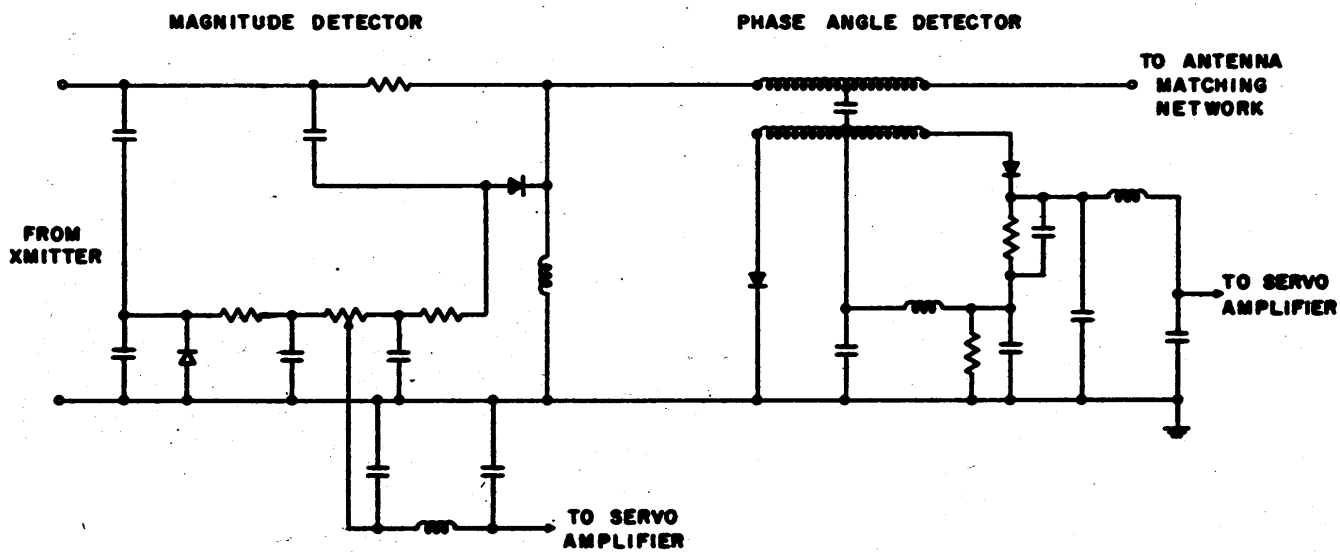 MAGNITUDE DETECTOR
PHASE ANGLE DETECTOR
TO ANTENNA
MATCHING
NETWORK
FROM
XMITTER
TO SERVO
AMPLIFIER
TO SERVO
AMPLIFIER